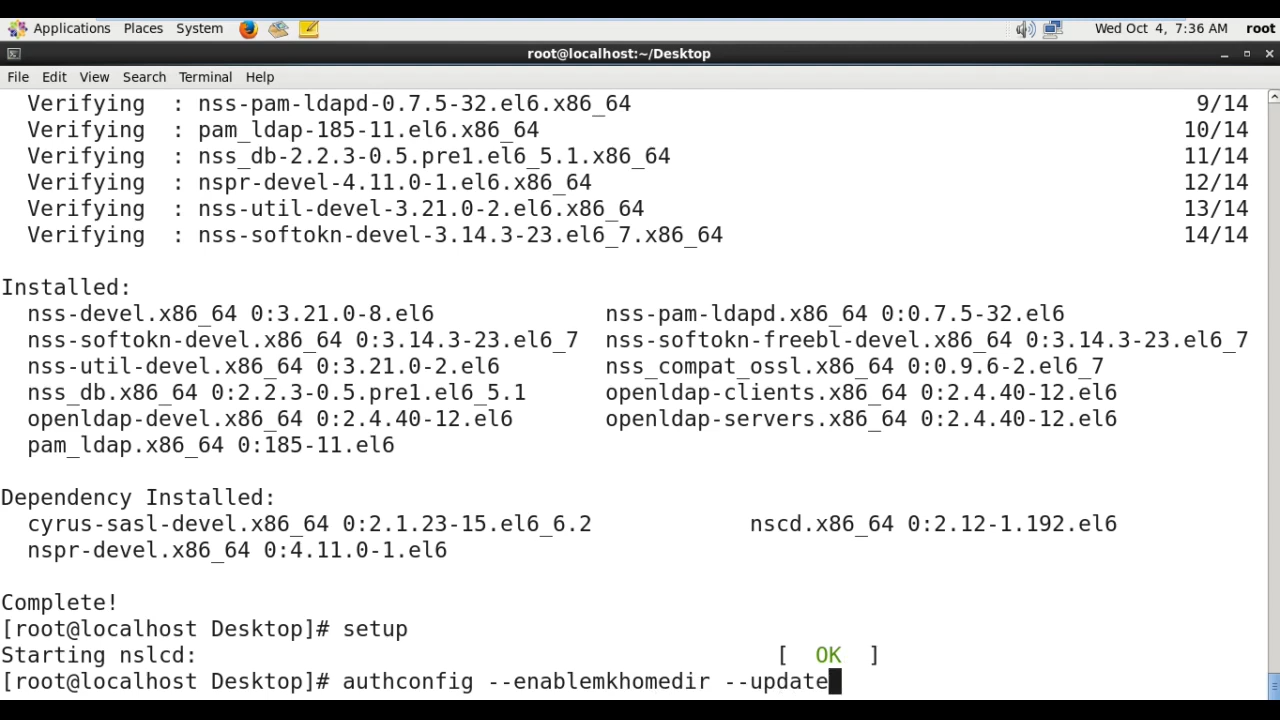 Applications Places System Wed Oct 4, 7:36 AM root
root@localhost:~/Desktop
File Edit View Search Terminal Help
Verifying : nss-pam-ldapd-0.7.5-32.el6.x86_64 9/14
Verifying : pam_ldap-185-11.el6.x86_64 10/14
Verifying : nss_db-2.2.3-0.5.pre1.el6_5.1.x86_64 11/14
Verifying : nspr-devel-4.11.0-1.el6.x86_64 12/14
Verifying : nss-util-devel-3.21.0-2.el6.x86_64 13/14
Verifying : nss-softokn-devel-3.14.3-23.el6_7.x86_64 14/14
Installed:
nss-devel.x86_64 0:3.21.0-8.el6 nss-pam-ldapd.x86_64 0:0.7.5-32.el6
nss-softokn-devel.x86_64 0:3.14.3-23.el6_7 nss-softokn-freebl-devel.x86_64 0:3.14.3-23.el6_7
nss-util-devel.x86_64 0:3.21.0-2.el6 nss_compat_ossl.x86_64 0:0.9.6-2.el6_7
nss_db.x86_64 0:2.2.3-0.5.pre1.el6_5.1 openldap-clients.x86_64 0:2.4.40-12.el6
openldap-devel.x86_64 0:2.4.40-12.el6 openldap-servers.x86_64 0:2.4.40-12.el6
pam_ldap.x86_64 0:185-11.el6
Dependency Installed:
cyrus-sasl-devel.x86_64 0:2.1.23-15.el6_6.2 nscd.x86_64 0:2.12-1.192.el6
nspr-devel.x86_64 0:4.11.0-1.el6
Complete!
[root@localhost Desktop]# setup
Starting nslcd: [ OK ]
[root@localhost Desktop]# authconfig --enablemkhomedir --update